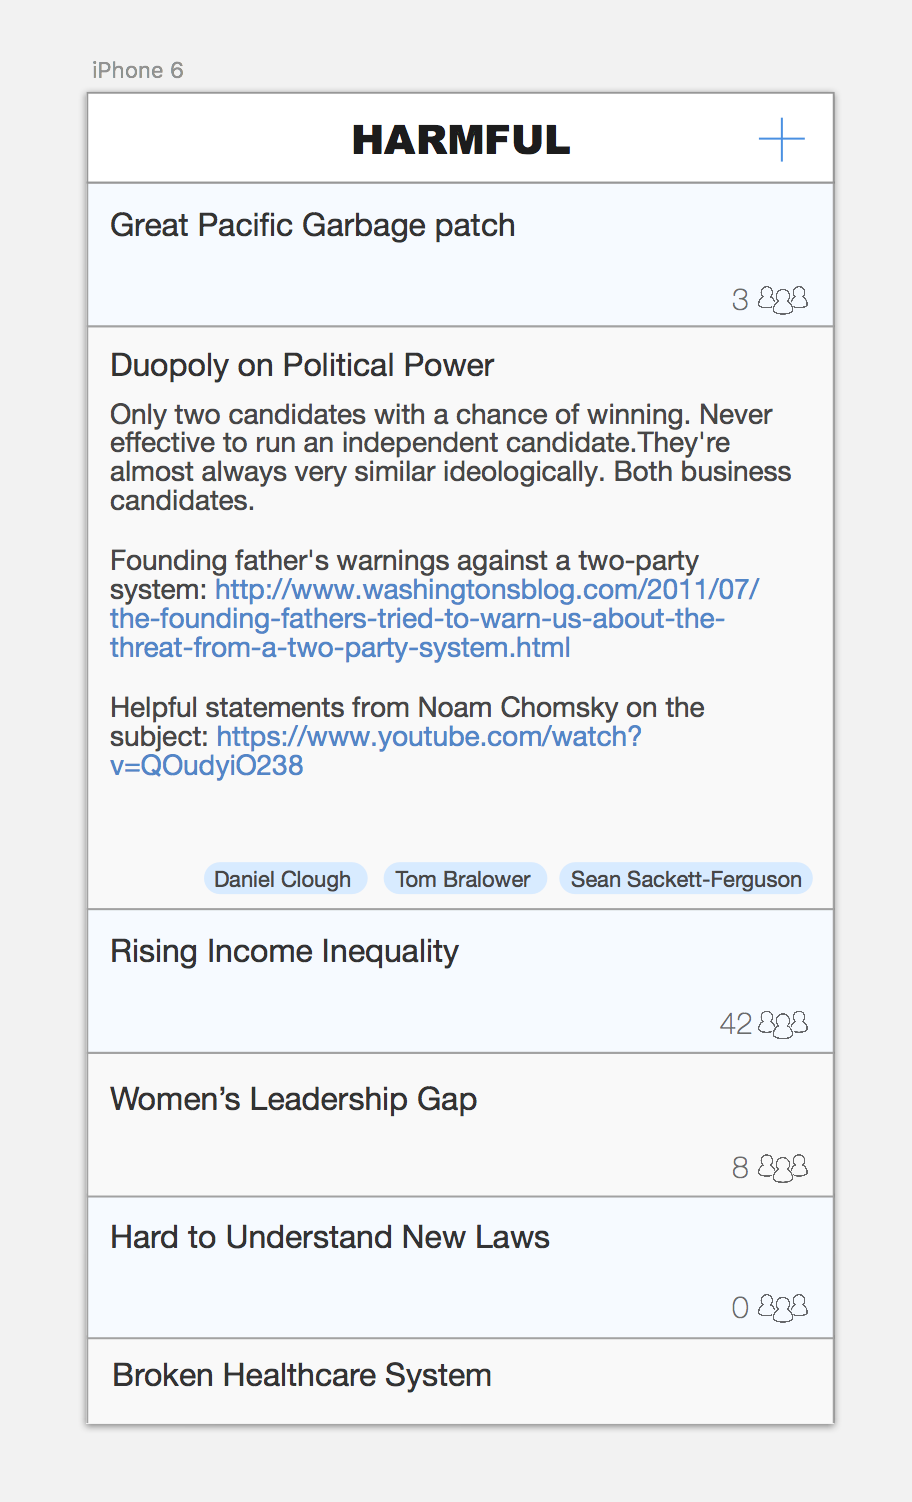 iPhone 6
HARMFUL
Great Pacific Garbage patch
3
Duopoly on Political Power
Only two candidates with a chance of winning. Never
effective to run an independent candidate.They're
almost always very similar ideologically. Both business
candidates.
Founding father's warnings against a two-party
system: http://www.washingtonsblog.com/2011/07/
the-founding-fathers-tried-to-warn-us-about-the-
threat-from-a-two-party-system.html
Helpful statements from Noam Chomsky on the
subject: https://www.youtube.com/watch?
v=QOudyiO238
Daniel Clough Tom Bralower Sean Sackett-Ferguson
Rising Income Inequality
42
Women’s Leadership Gap
8
Hard to Understand New Laws
0
Broken Healthcare System